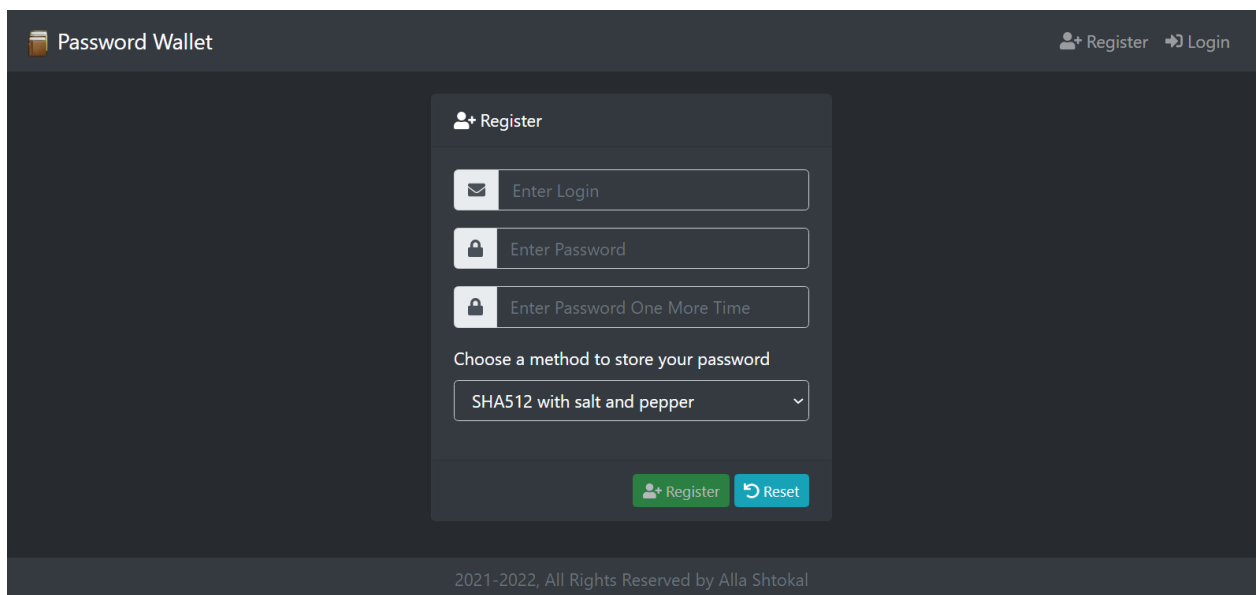 Password Wallet
Register Login
Register
Enter Login
Enter Password
Enter Password One More Time
Choose a method to store your password
SHA512 with salt and pepper
Register Reset
2021-2022, All Rights Reserved by Alla Shtokal